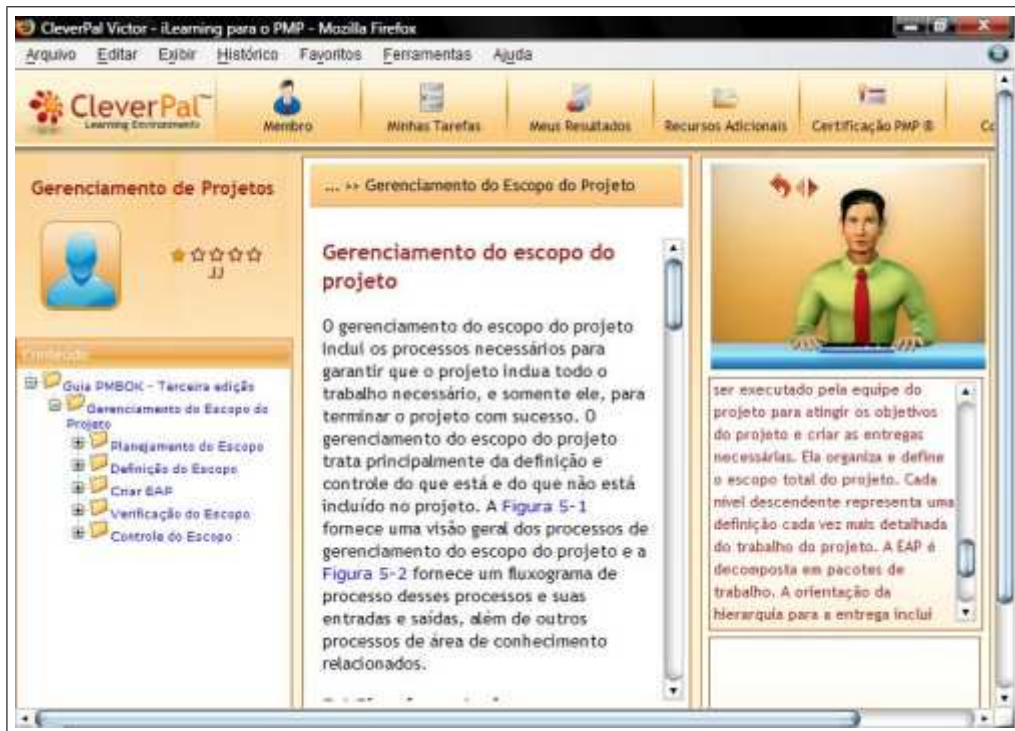 CleverPal Victor - iLearning para o PMP - Mozilla Firefox
Arquivo Editar Exibir Histórico Favoritos Ferramentas Ajuda
CleverPal™
Learning Environments
Membro
Minhas Tarefas
Meus Resultados
Recursos Adicionais
Certificação PMP ®
Gerenciamento de Projetos
JJ
Conteúdo
Guia PMBOK - Terceira edição
Gerenciamento do Escopo do
Projeto
Planejamento do Escopo
Definição do Escopo
Criar EAP
Verificação do Escopo
Controle do Escopo
... >> Gerenciamento do Escopo do Projeto
Gerenciamento do escopo do
projeto
O gerenciamento do escopo do projeto
inclui os processos necessários para
garantir que o projeto inclua todo o
trabalho necessário, e somente ele, para
terminar o projeto com sucesso. O
gerenciamento do escopo do projeto
trata principalmente da definição e
controle do que está e do que não está
incluído no projeto. A Figura 5-1
fornece uma visão geral dos processos de
gerenciamento do escopo do projeto e a
Figura 5-2 fornece um fluxograma de
processo desses processos e suas
entradas e saídas, além de outros
processos de área de conhecimento
relacionados.
ser executado pela equipe do
projeto para atingir os objetivos
do projeto e criar as entregas
necessárias. Ela organiza e define
o escopo total do projeto. Cada
nível descendente representa uma
definição cada vez mais detalhada
do trabalho do projeto. A EAP é
decomposta em pacotes de
trabalho. A orientação da
hierarquia para a entrega inclui